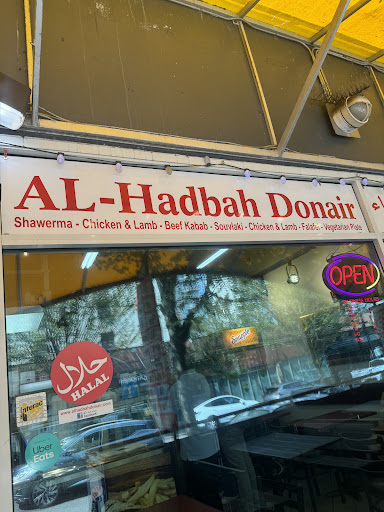 AL-Hadbah Donair
Shawerma - Chicken & Lamb - Beef Kabab - Souvlaki - Chicken & Lamb - Falafel - Vegetarian Plate
OPEN
حلال
HALAL
Interac
Uber
Eats